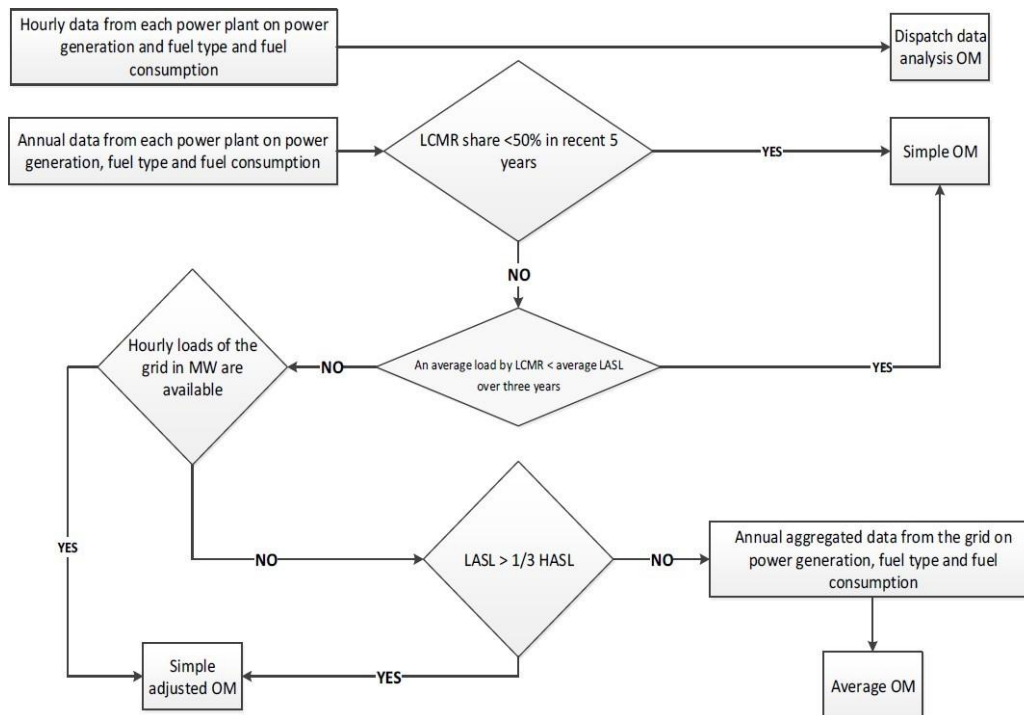 Hourly data from each power plant on power
generation and fuel type and fuel
consumption
Dispatch data
analysis OM
Annual data from each power plant on power
generation, fuel type and fuel consumption
LCMR share <50% in recent 5
years
YES
Simple OM
NO
Hourly loads of the
grid in MW are
available
NO
An average load by LCMR < average LASL
over three years
YES
YES
NO
LASL > 1/3 HASL
NO
Annual aggregated data from the grid on
power generation, fuel type and fuel
consumption
Simple
adjusted OM
YES
Average OM